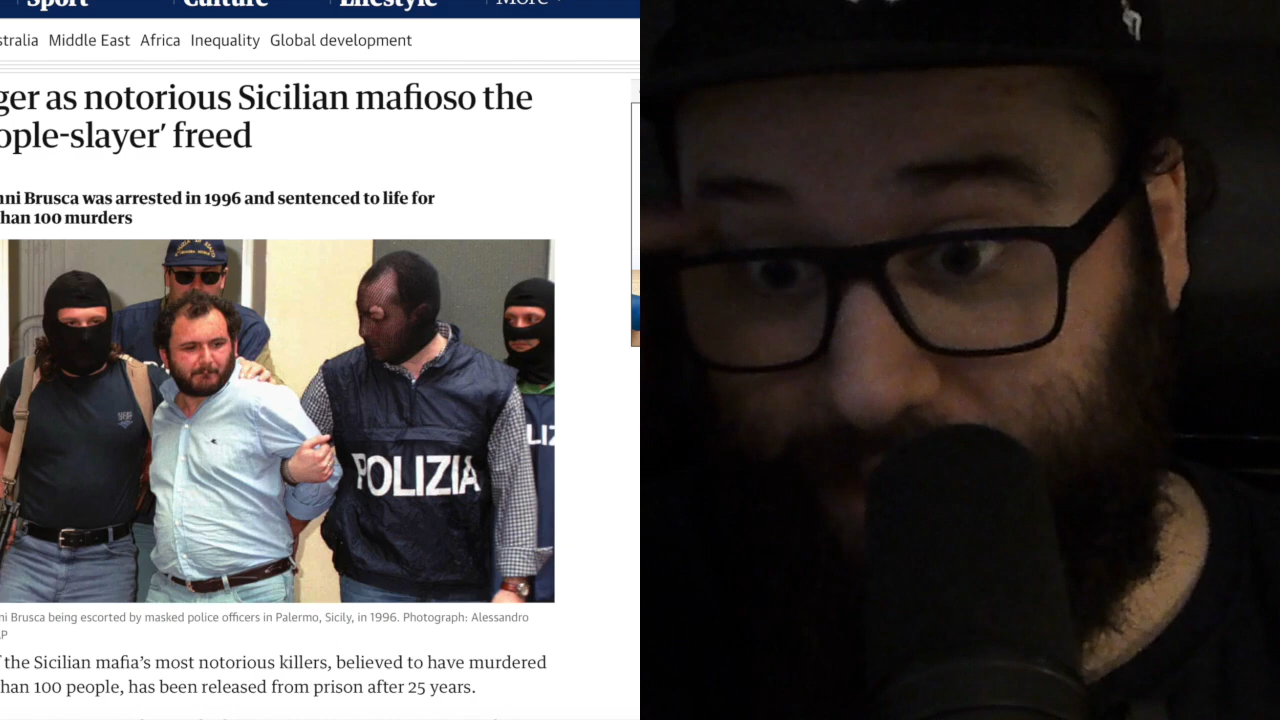 Sport Culture Lifestyle More
stralia Middle East Africa Inequality Global development
ger as notorious Sicilian mafioso the
ople-slayer’ freed
nni Brusca was arrested in 1996 and sentenced to life for
han 100 murders
POLIZIA
LIZ
ni Brusca being escorted by masked police officers in Palermo, Sicily, in 1996. Photograph: Alessandro
P
f the Sicilian mafia’s most notorious killers, believed to have murdered
han 100 people, has been released from prison after 25 years.